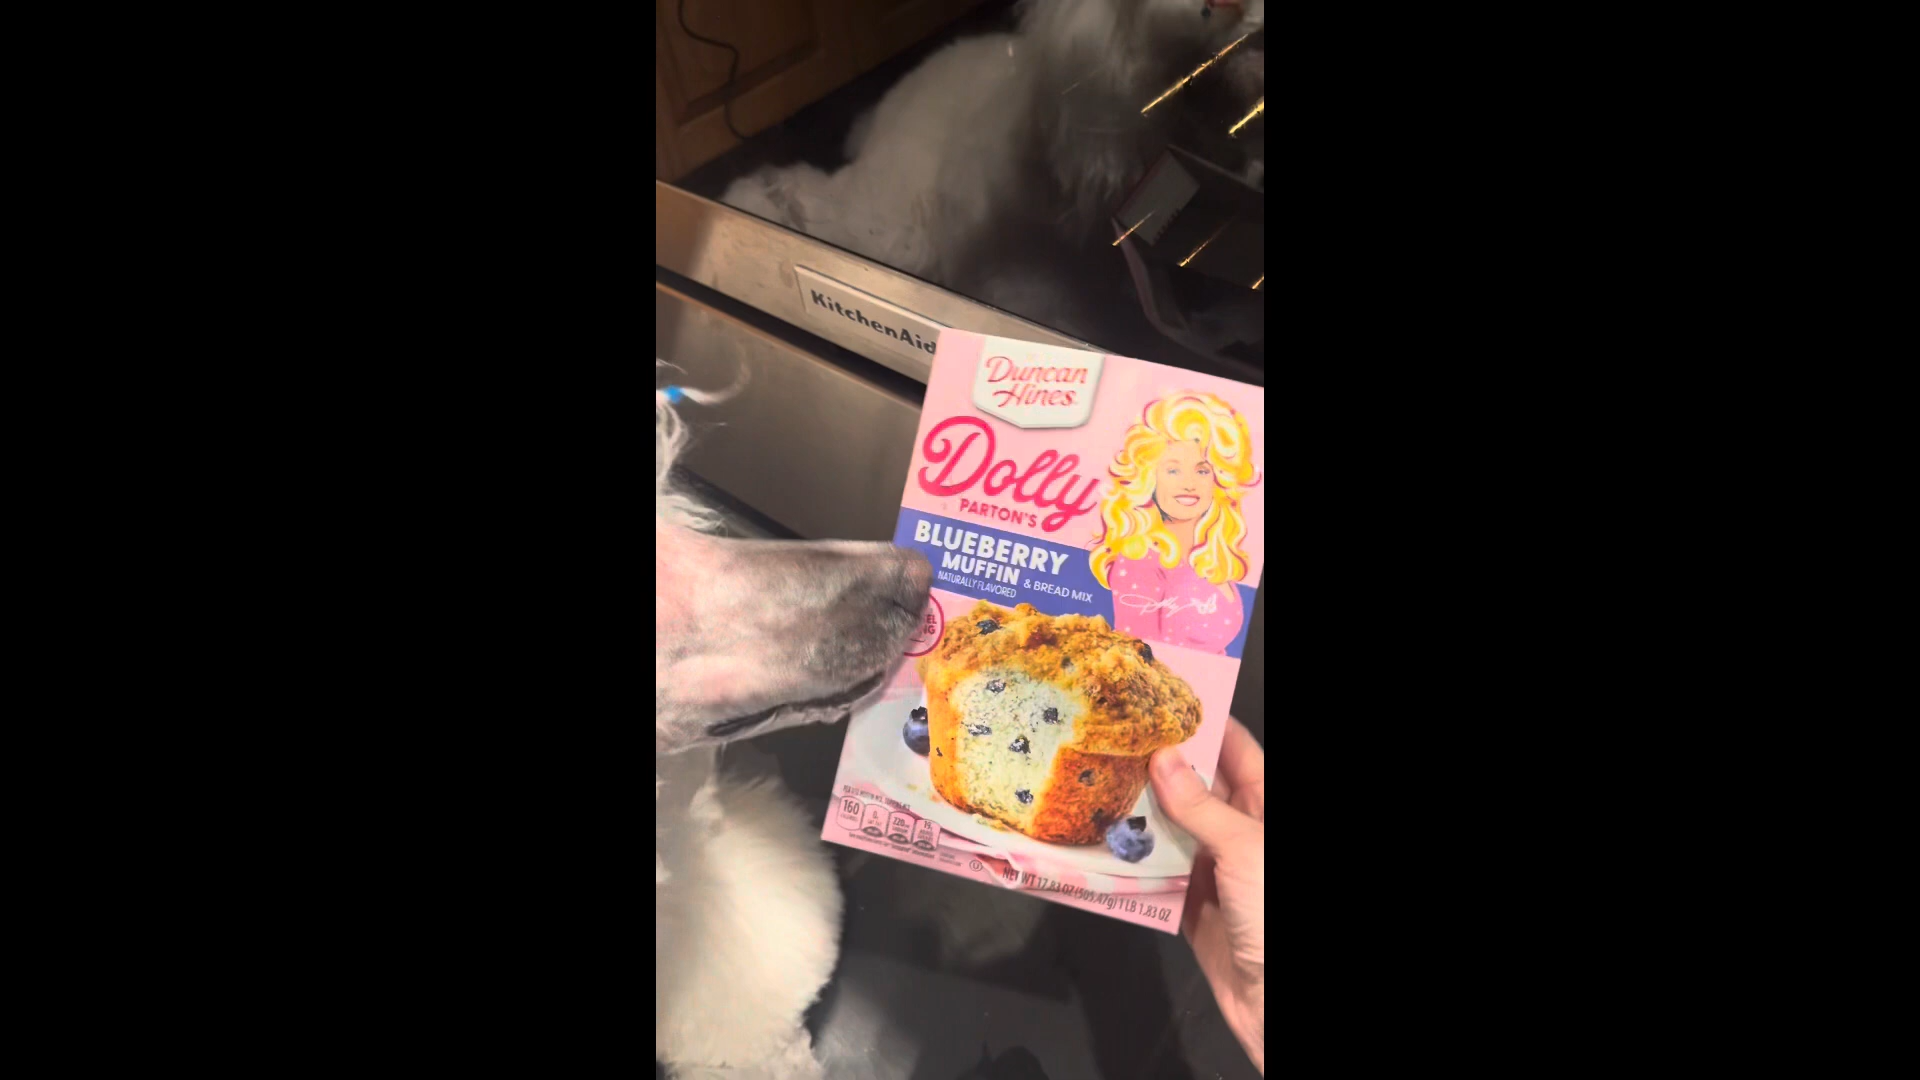 KitchenAid
Duncan
Hines
Dolly
PARTON'S
BLUEBERRY
MUFFIN
& BREAD MIX
NATURALLY FLAVORED
160
CALORIES
NET WT 17.83 OZ (505.47g) 1 LB 1.83 OZ